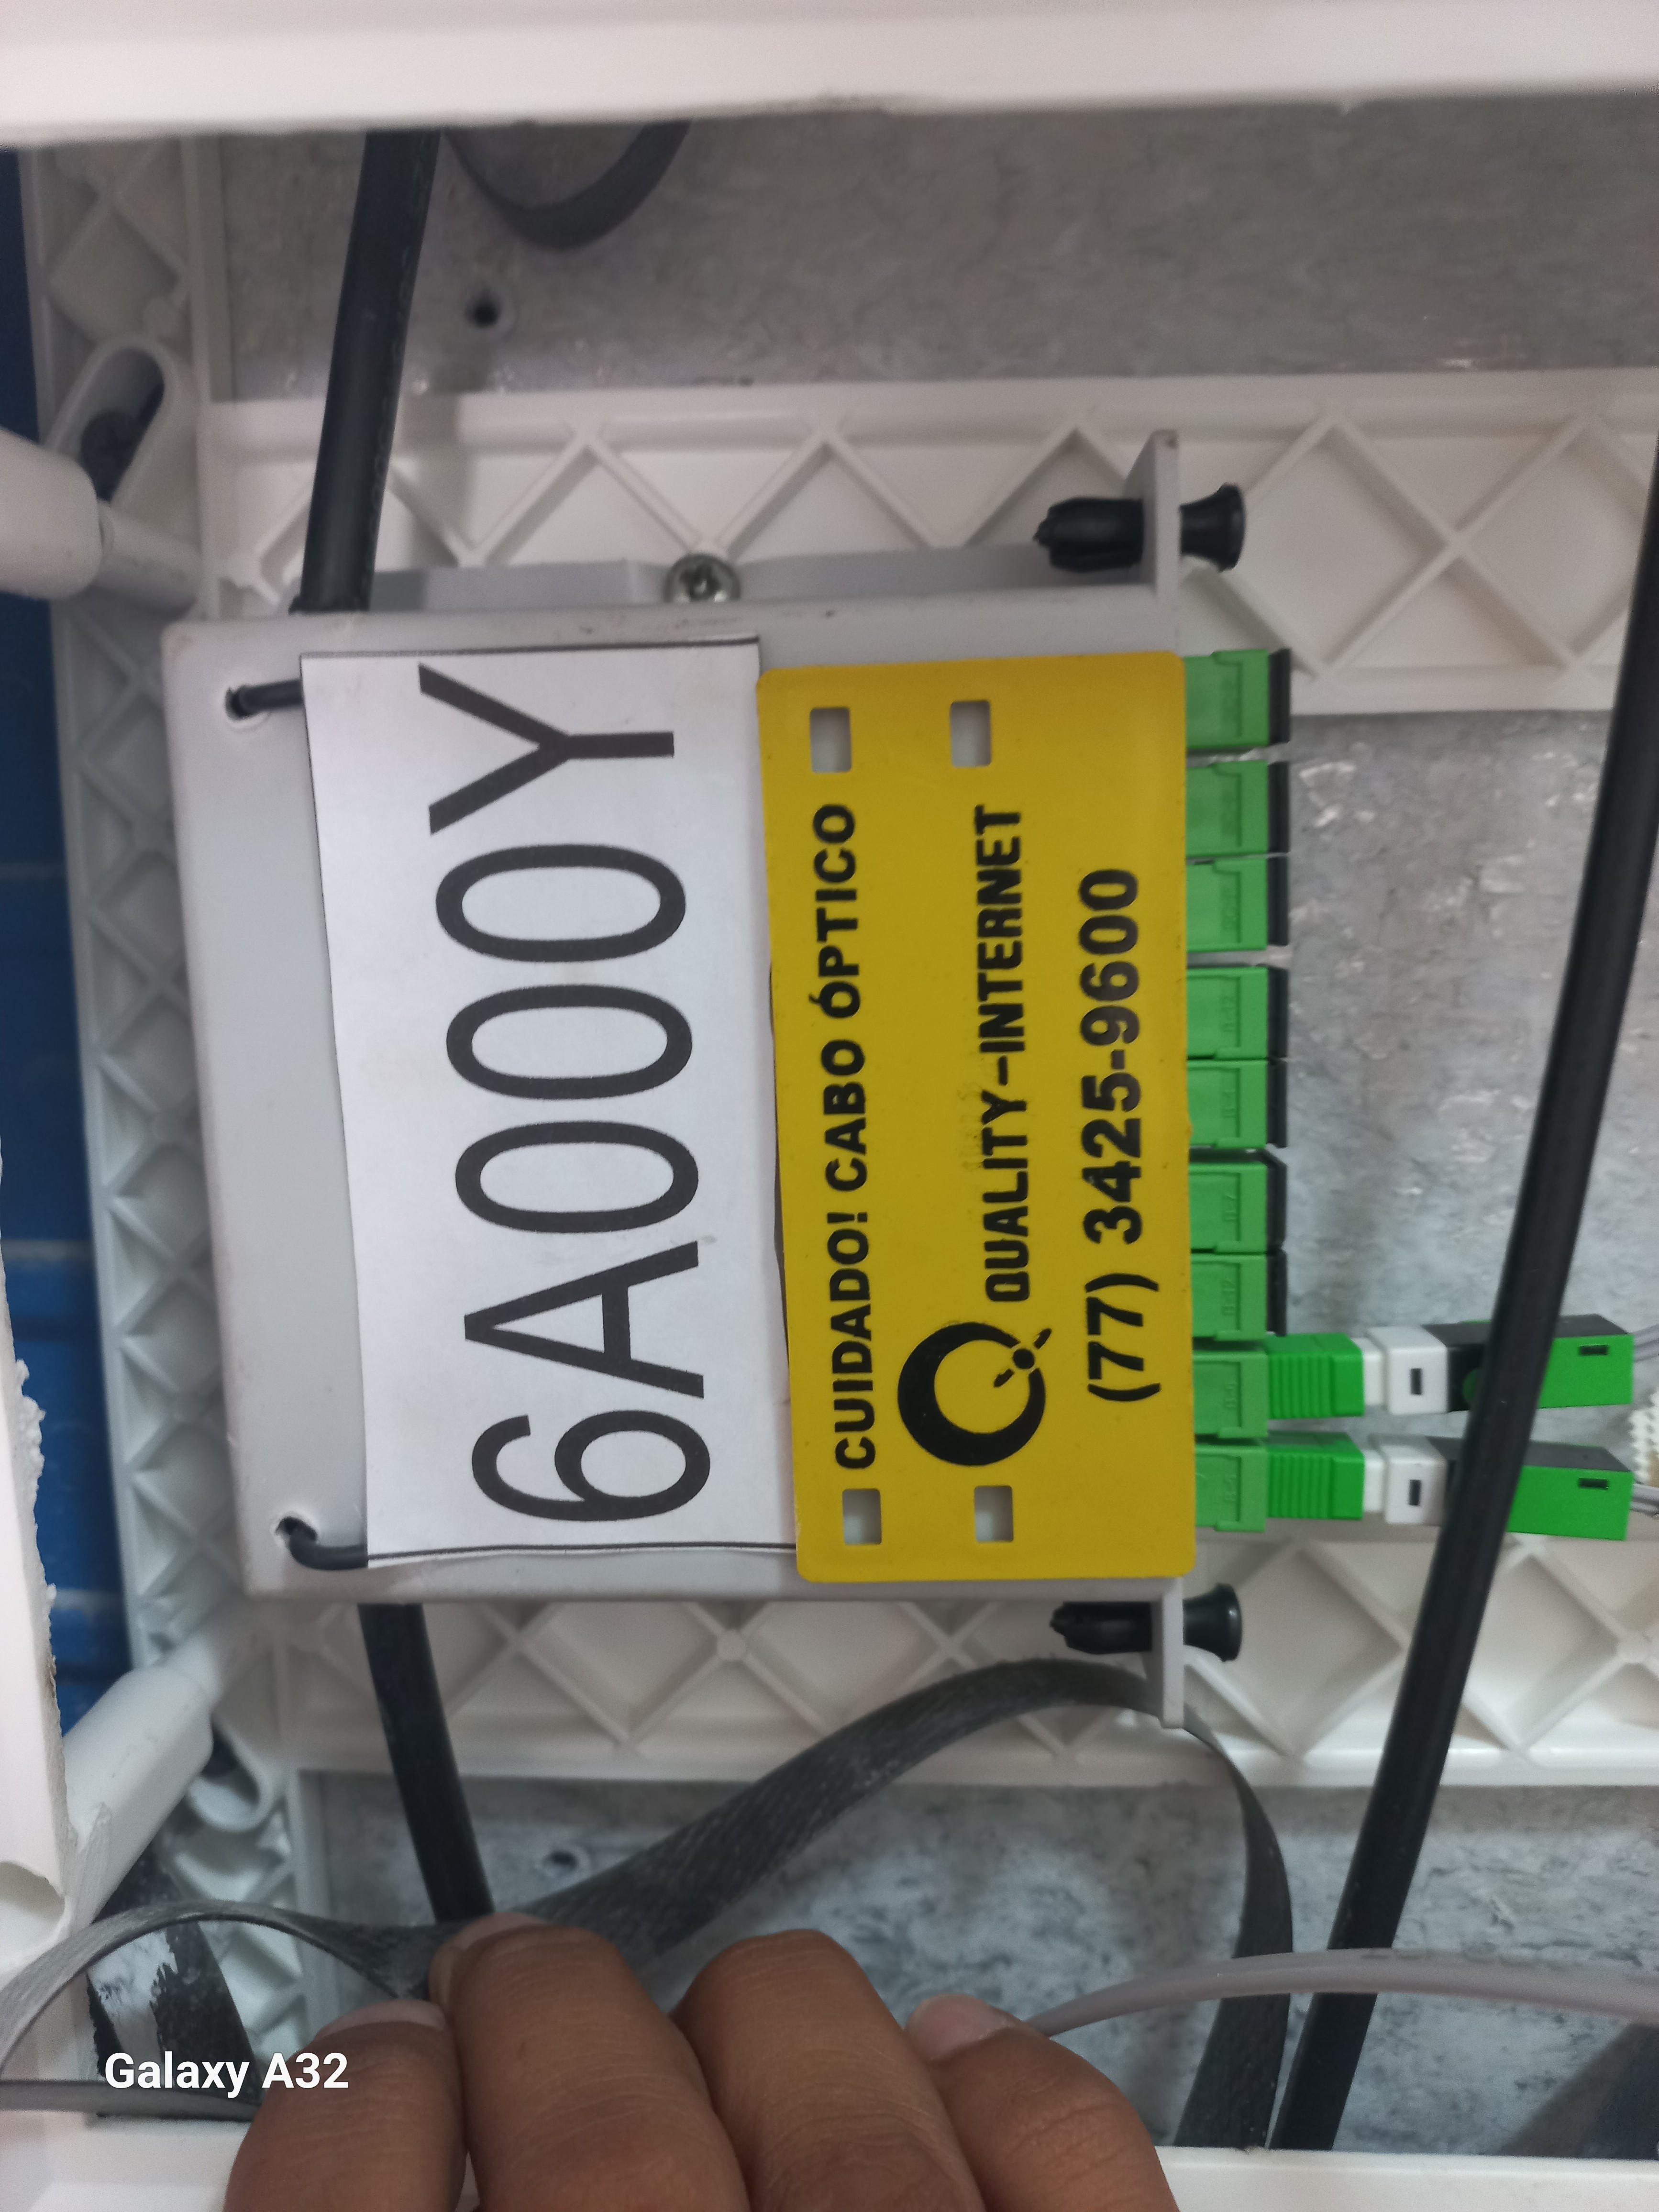 6A000Y
CUIDADO! CABO ÓPTICO
QUALITY-INTERNET
(77) 3425-9600
Galaxy A32